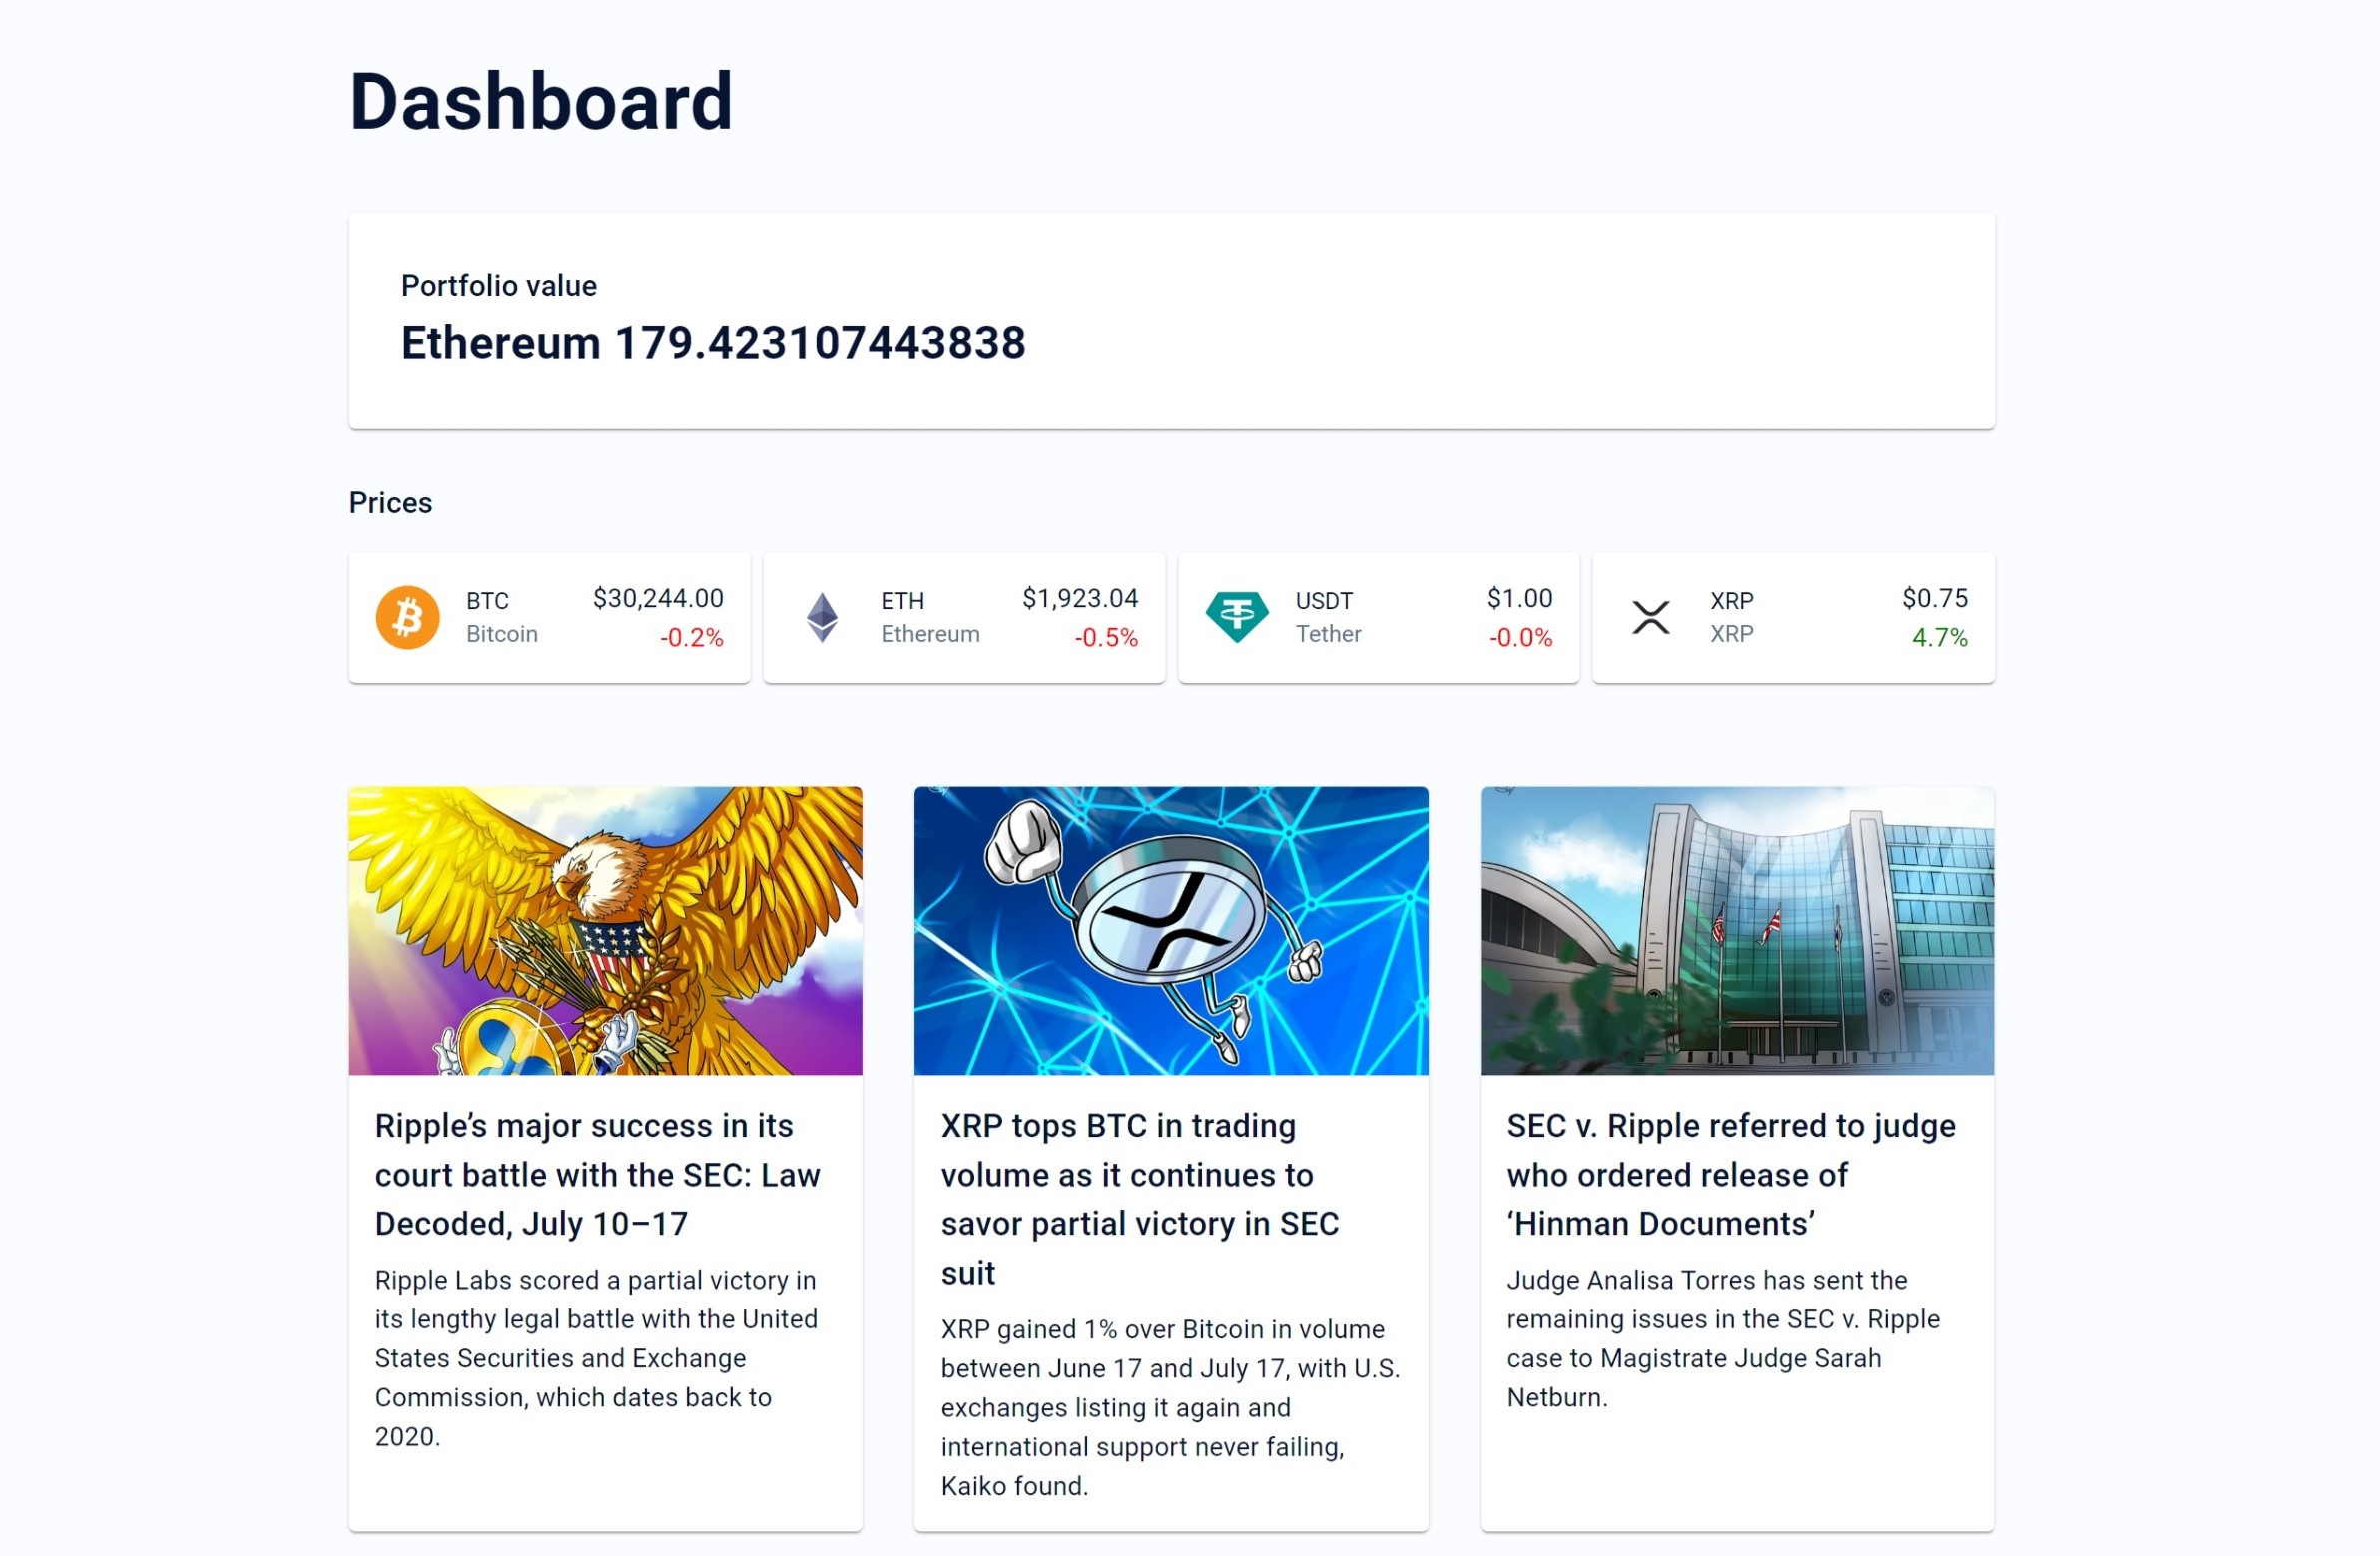 Dashboard
Portfolio value
Ethereum 179.423107443838
Prices
BTC
Bitcoin
$30,244.00
-0.2%
ETH
Ethereum
$1,923.04
-0.5%
USDT
Tether
$1.00
-0.0%
XRP
XRP
$0.75
4.7%
Ripple’s major success in its
court battle with the SEC: Law
Decoded, July 10–17
Ripple Labs scored a partial victory in
its lengthy legal battle with the United
States Securities and Exchange
Commission, which dates back to
2020.
XRP tops BTC in trading
volume as it continues to
savor partial victory in SEC
suit
XRP gained 1% over Bitcoin in volume
between June 17 and July 17, with U.S.
exchanges listing it again and
international support never failing,
Kaiko found.
SEC v. Ripple referred to judge
who ordered release of
‘Hinman Documents’
Judge Analisa Torres has sent the
remaining issues in the SEC v. Ripple
case to Magistrate Judge Sarah
Netburn.